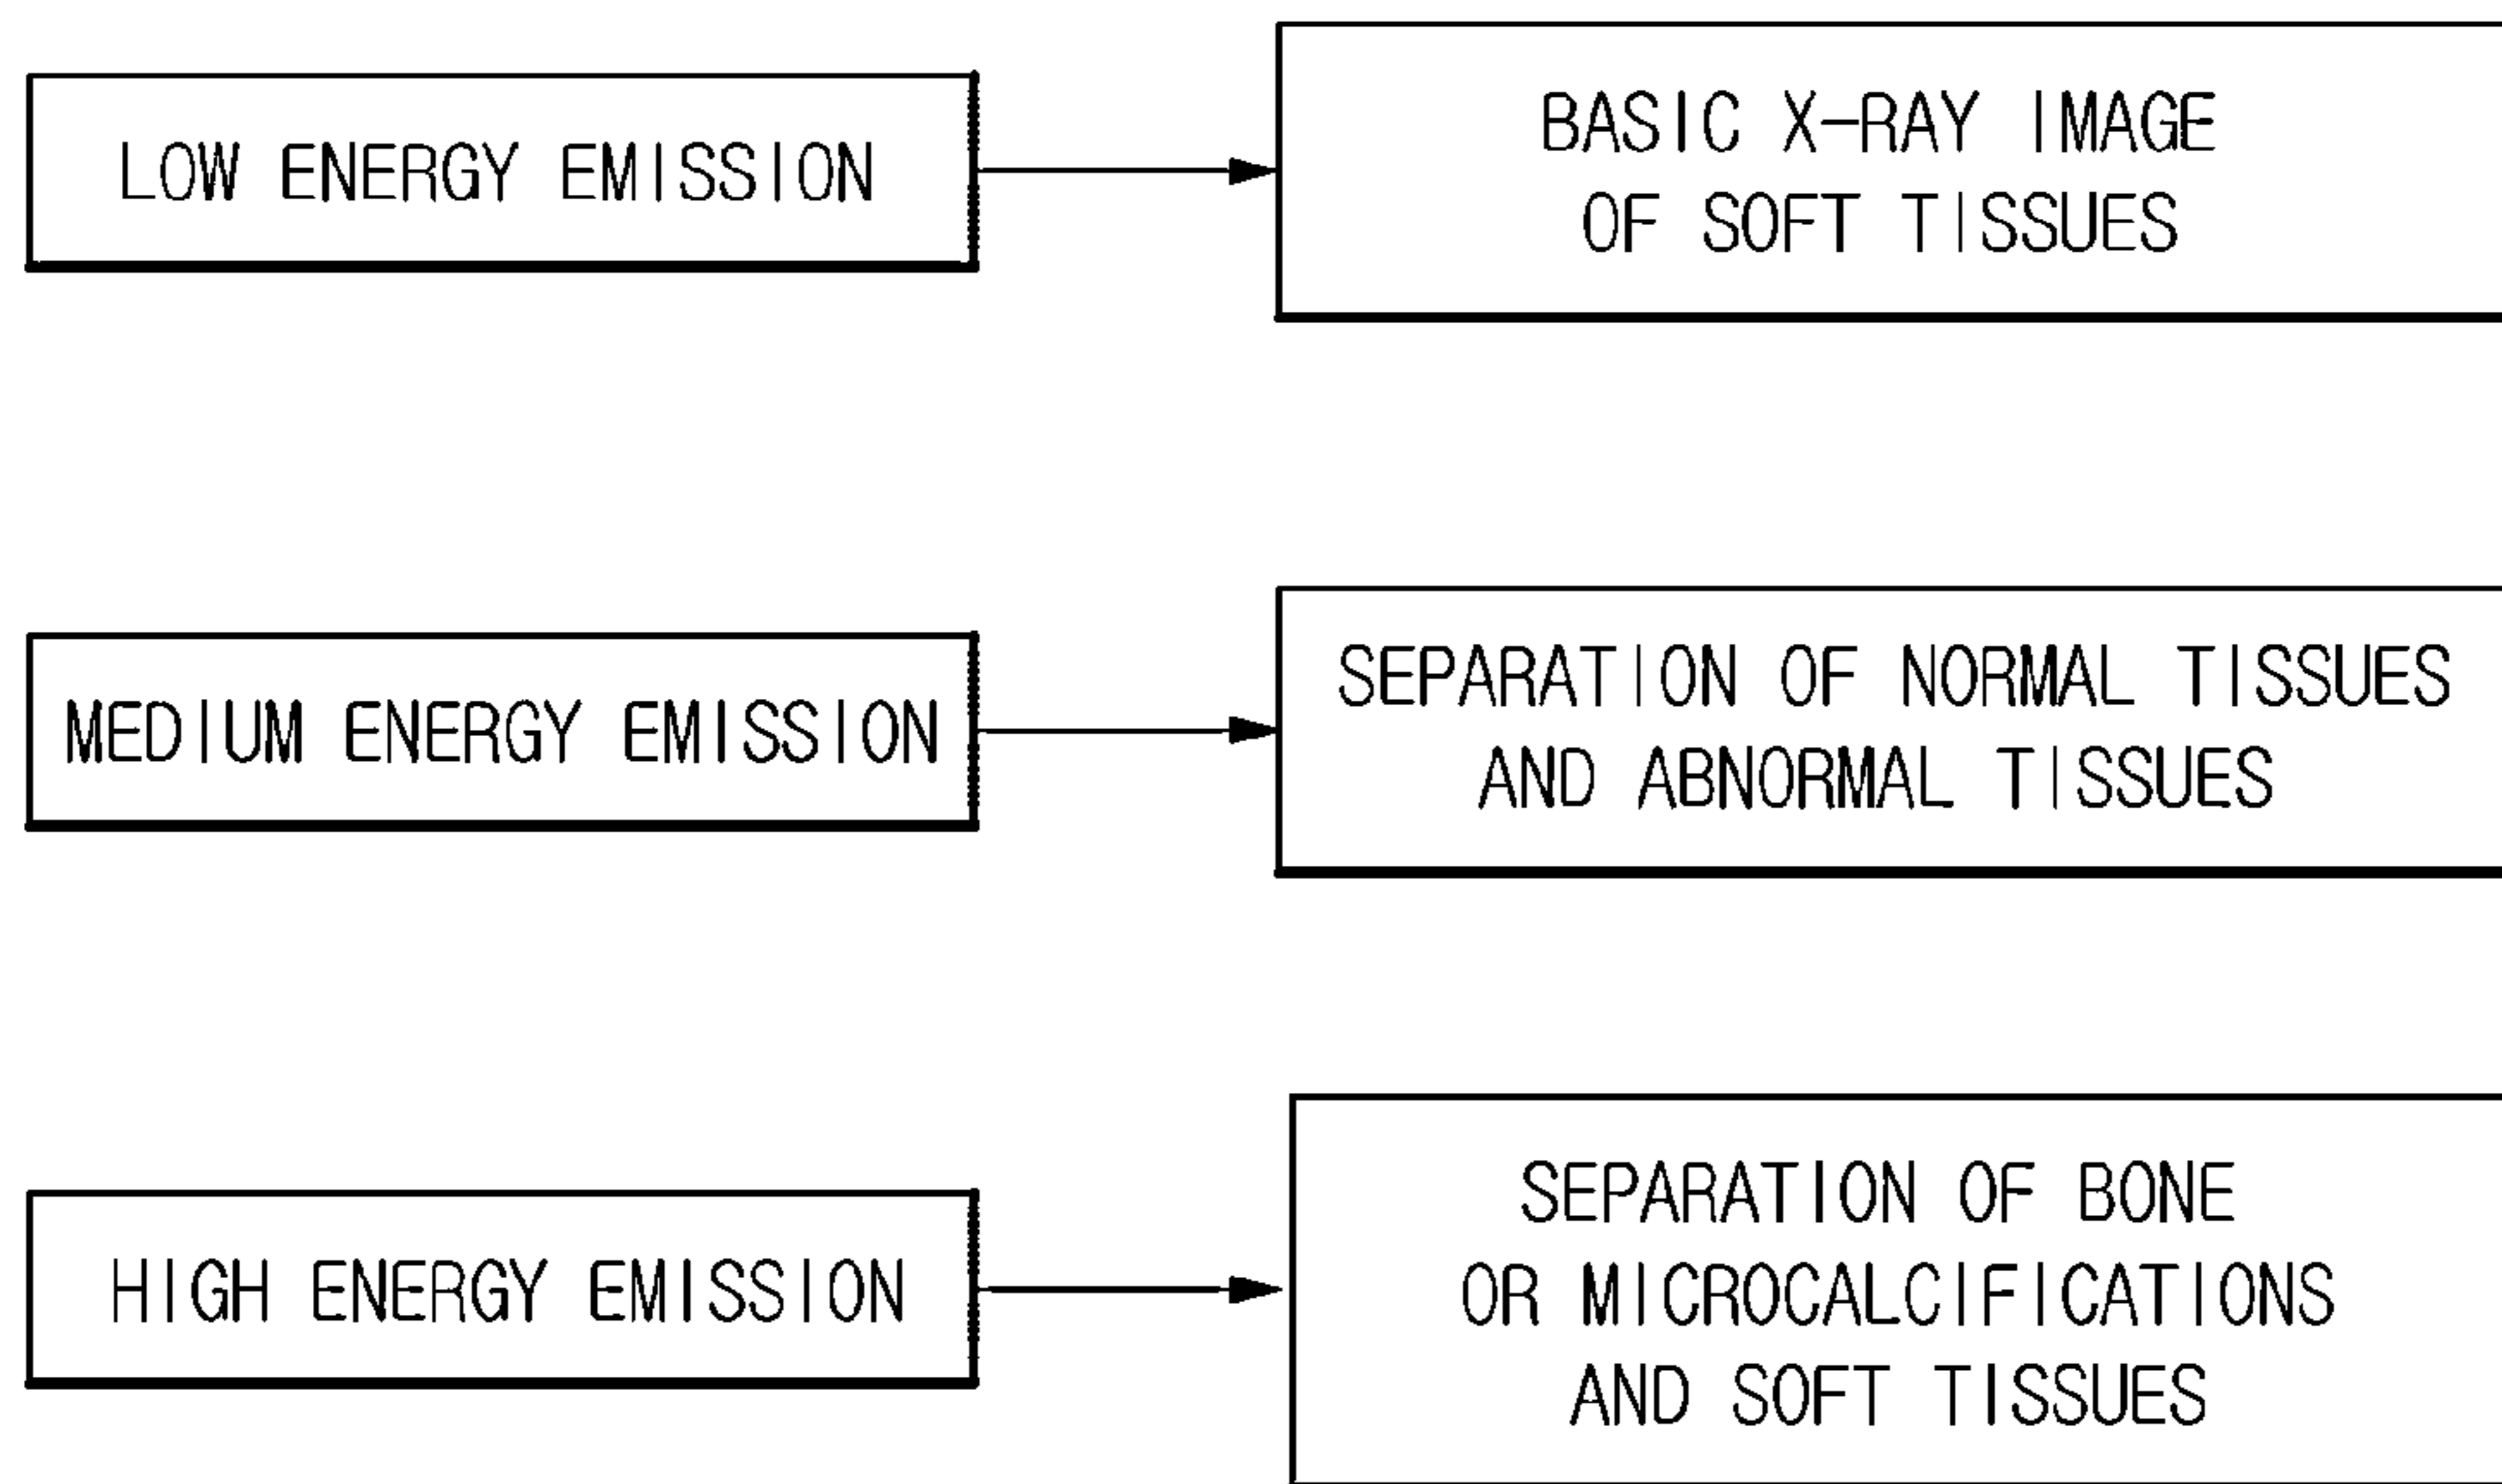 LOW ENERGY EMISSION
BASIC X-RAY IMAGE
OF SOFT TISSUES
MEDIUM ENERGY EMISSION
SEPARATION OF NORMAL TISSUES
AND ABNORMAL TISSUES
HIGH ENERGY EMISSION
SEPARATION OF BONE
OR MICROCALCIFICATIONS
AND SOFT TISSUES